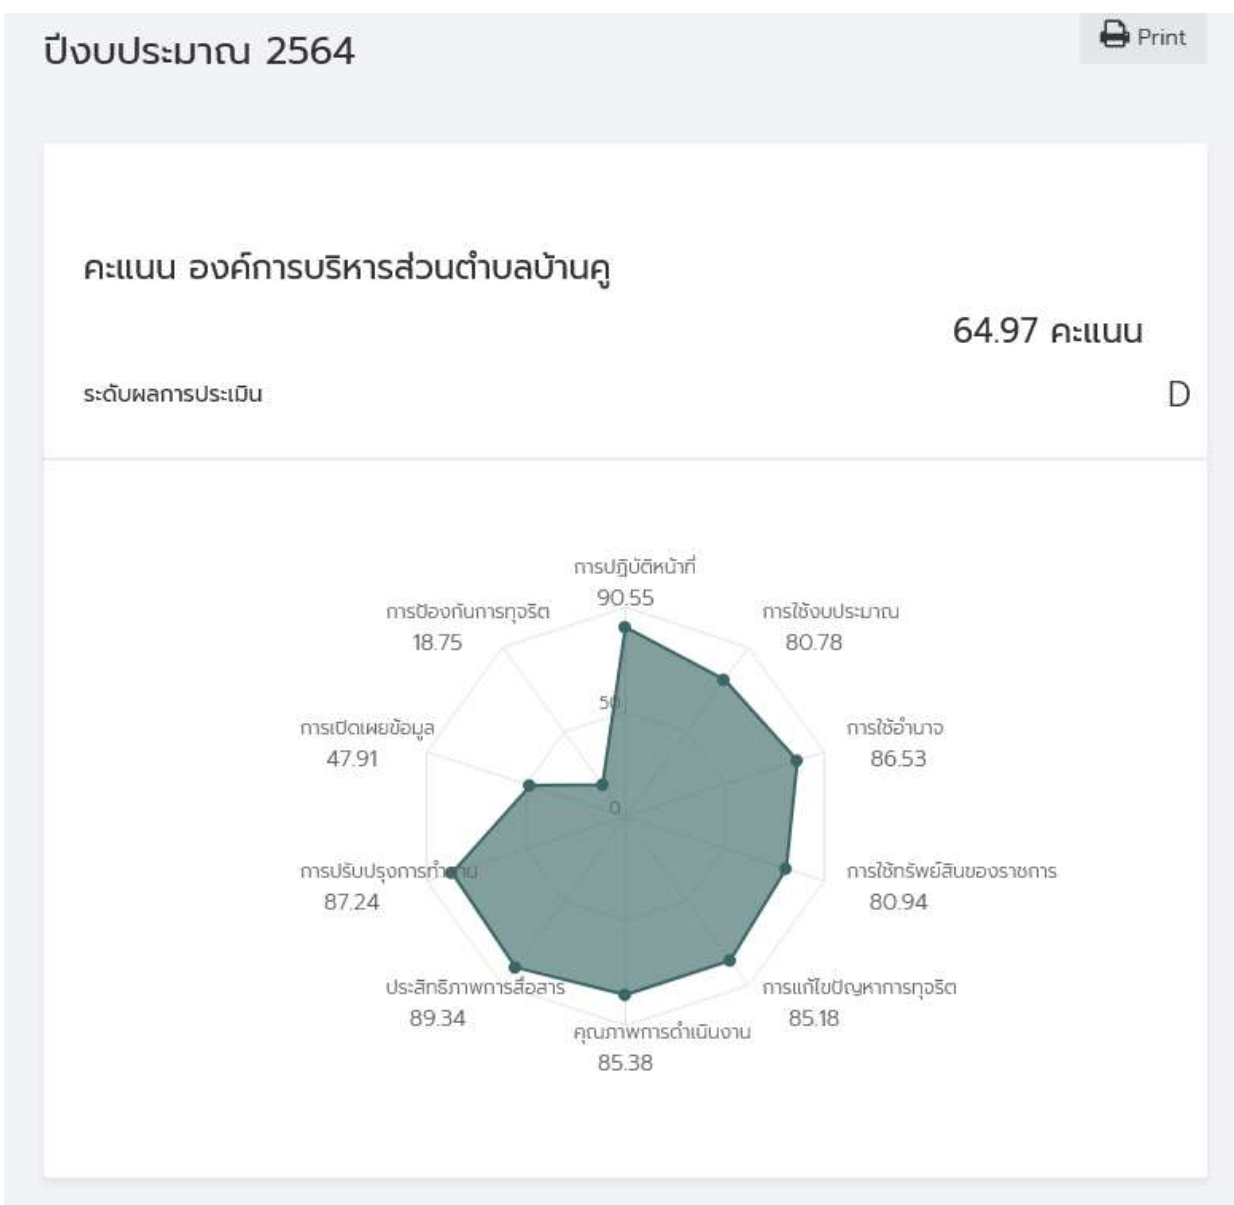 ปีงบประมาณ 2564
Print
คะแนน องค์การบริหารส่วนตำบลบ้านคู
64.97 คะแนน
ระดับผลการประเมิน
D
การปฏิบัติหน้าที่
90.55
การป้องกันการทุจริต
18.75
การใช้งบประมาณ
80.78
50
การเปิดเผยข้อมูล
47.91
การใช้อำนาจ
86.53
0
การปรับปรุงการทำงาน
87.24
การใช้ทรัพย์สินของราชการ
80.94
ประสิทธิภาพการสื่อสาร
89.34
การแก้ไขปัญหาการทุจริต
85.18
คุณภาพการดำเนินงาน
85.38